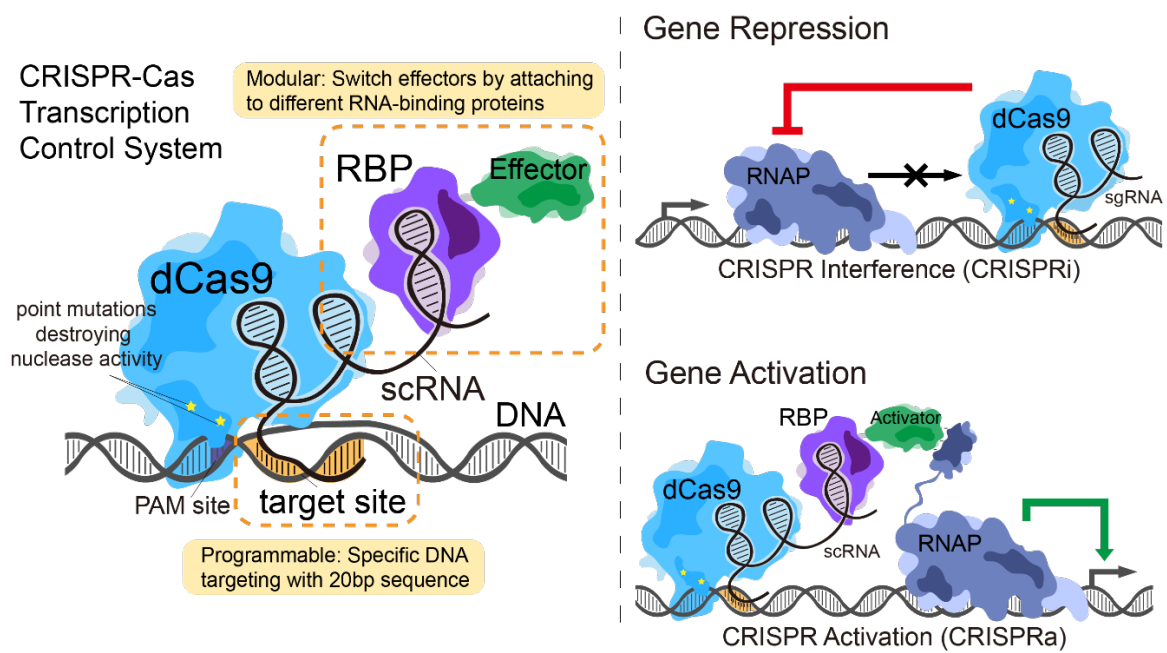 CRISPR-Cas
Transcription
Control System
Modular: Switch effectors by attaching
to different RNA-binding proteins
RBP
Effector
dCas9
point mutations
destroying
nuclease activity
scRNA
DNA
PAM site
target site
Programmable: Specific DNA
targeting with 20bp sequence
Gene Repression
dCas9
RNAP
sgRNA
CRISPR Interference (CRISPRi)
Gene Activation
RBP
Activator
dCas9
scRNA
RNAP
CRISPR Activation (CRISPRa)